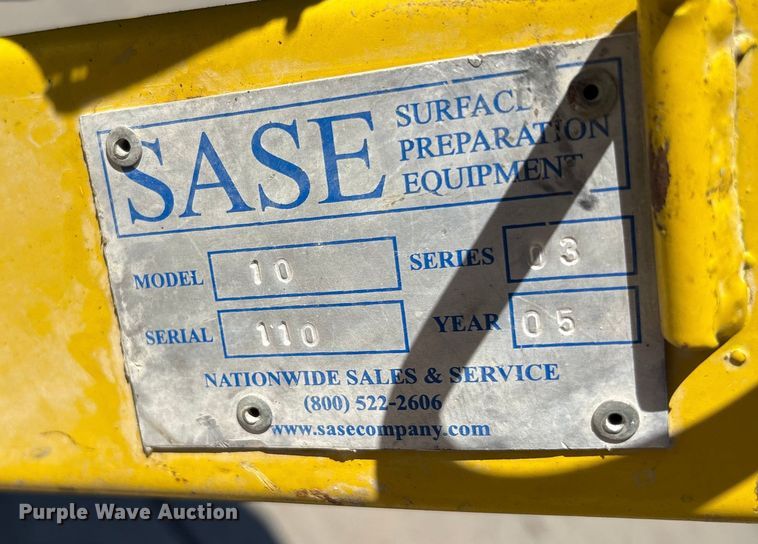 SASE
SURFACE
PREPARATION
EQUIPMENT
MODEL 10 SERIES 03
SERIAL 110 YEAR 05
NATIONWIDE SALES & SERVICE
(800) 522-2606
www.sasecompany.com
Purple Wave Auction